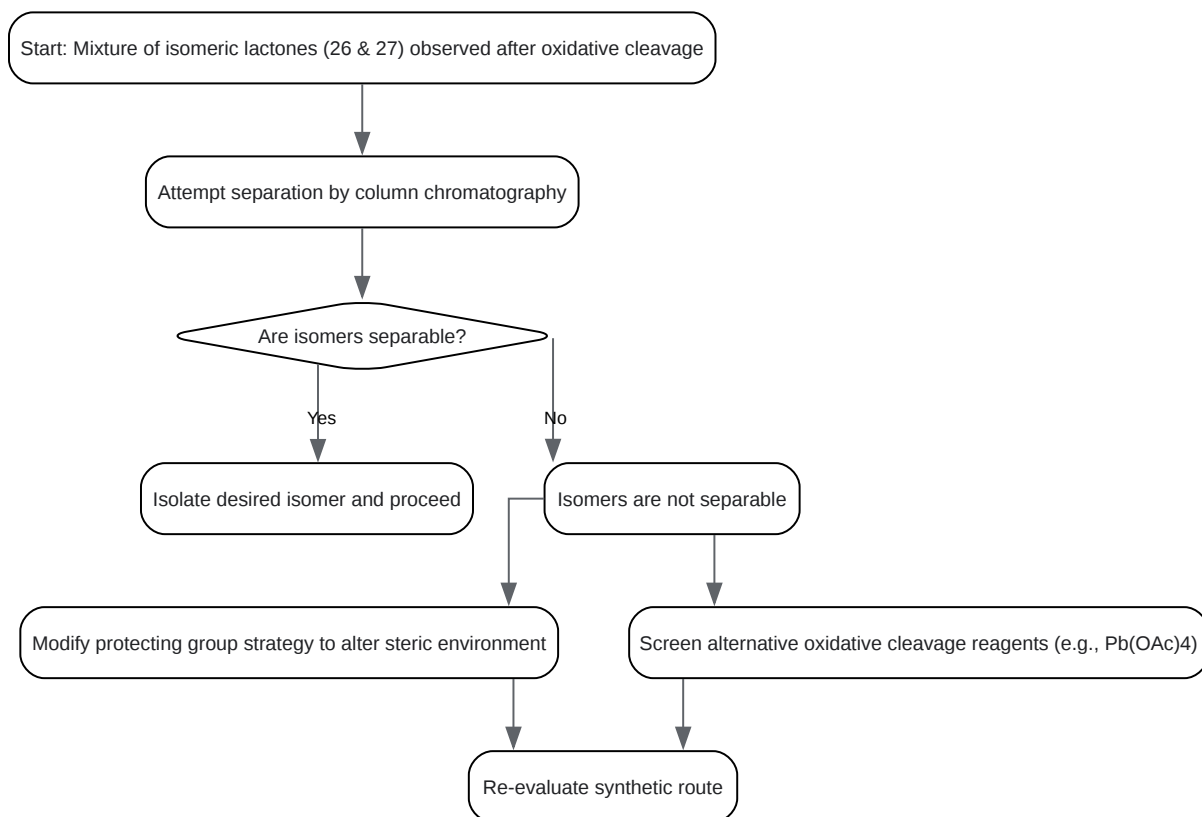 Start: Mixture of isomeric lactones (26 & 27) observed after oxidative cleavage
Attempt separation by column chromatography
Are isomers separable?
Yes
No
Isolate desired isomer and proceed
Isomers are not separable
Modify protecting group strategy to alter steric environment
Screen alternative oxidative cleavage reagents (e.g., Pb(OAc)4)
Re-evaluate synthetic route